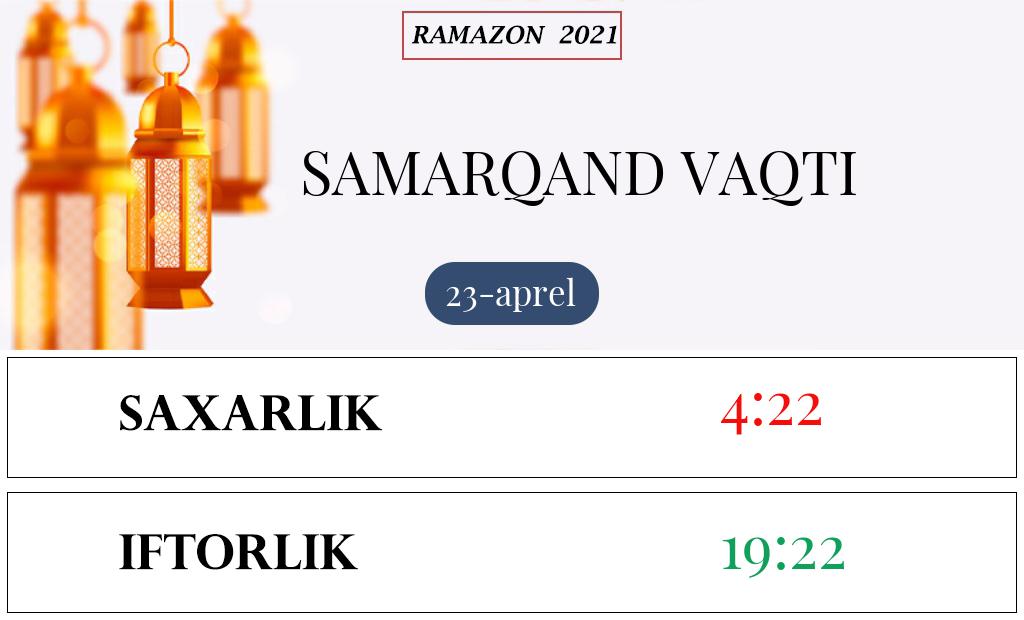 RAMAZON 2021
SAMARQAND VAQTI
23-aprel
SAXARLIK 4:22
IFTORLIK 19:22